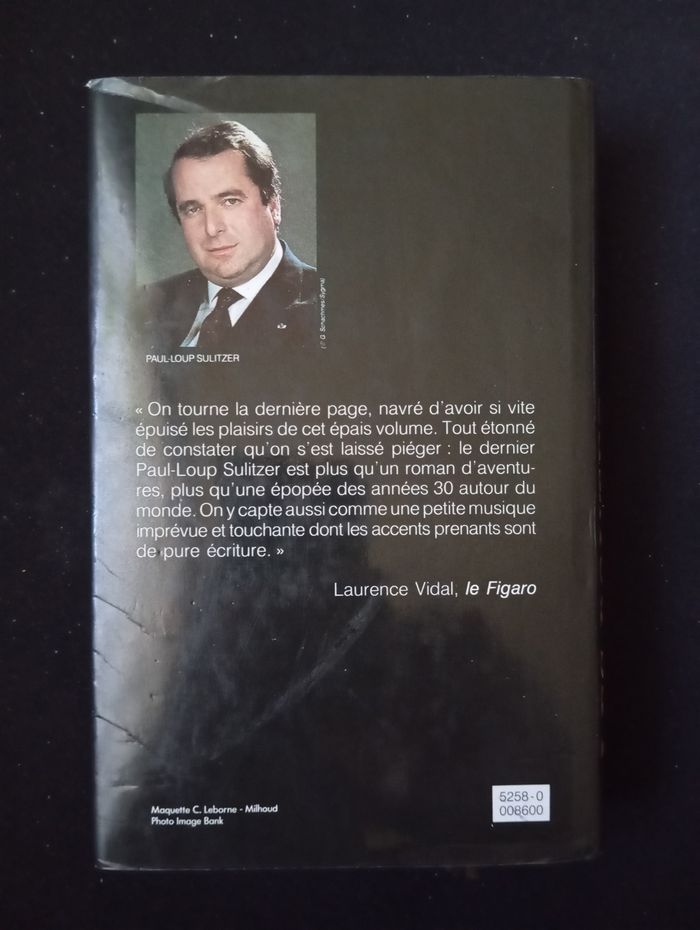 PAUL-LOUP SULITZER
« On tourne la dernière page, navré d'avoir si vite
épuisé les plaisirs de cet épais volume. Tout étonné
de constater qu'on s'est laissé piéger : le dernier
Paul-Loup Sulitzer est plus qu'un roman d'aventu-
res, plus qu'une épopée des années 30 autour du
monde. On y capte aussi comme une petite musique
imprévue et touchante dont les accents prenants sont
de pure écriture. »
Laurence Vidal, le Figaro
Maquette C. Leborne - Milhoud
Photo Image Bank
5258-0
008600